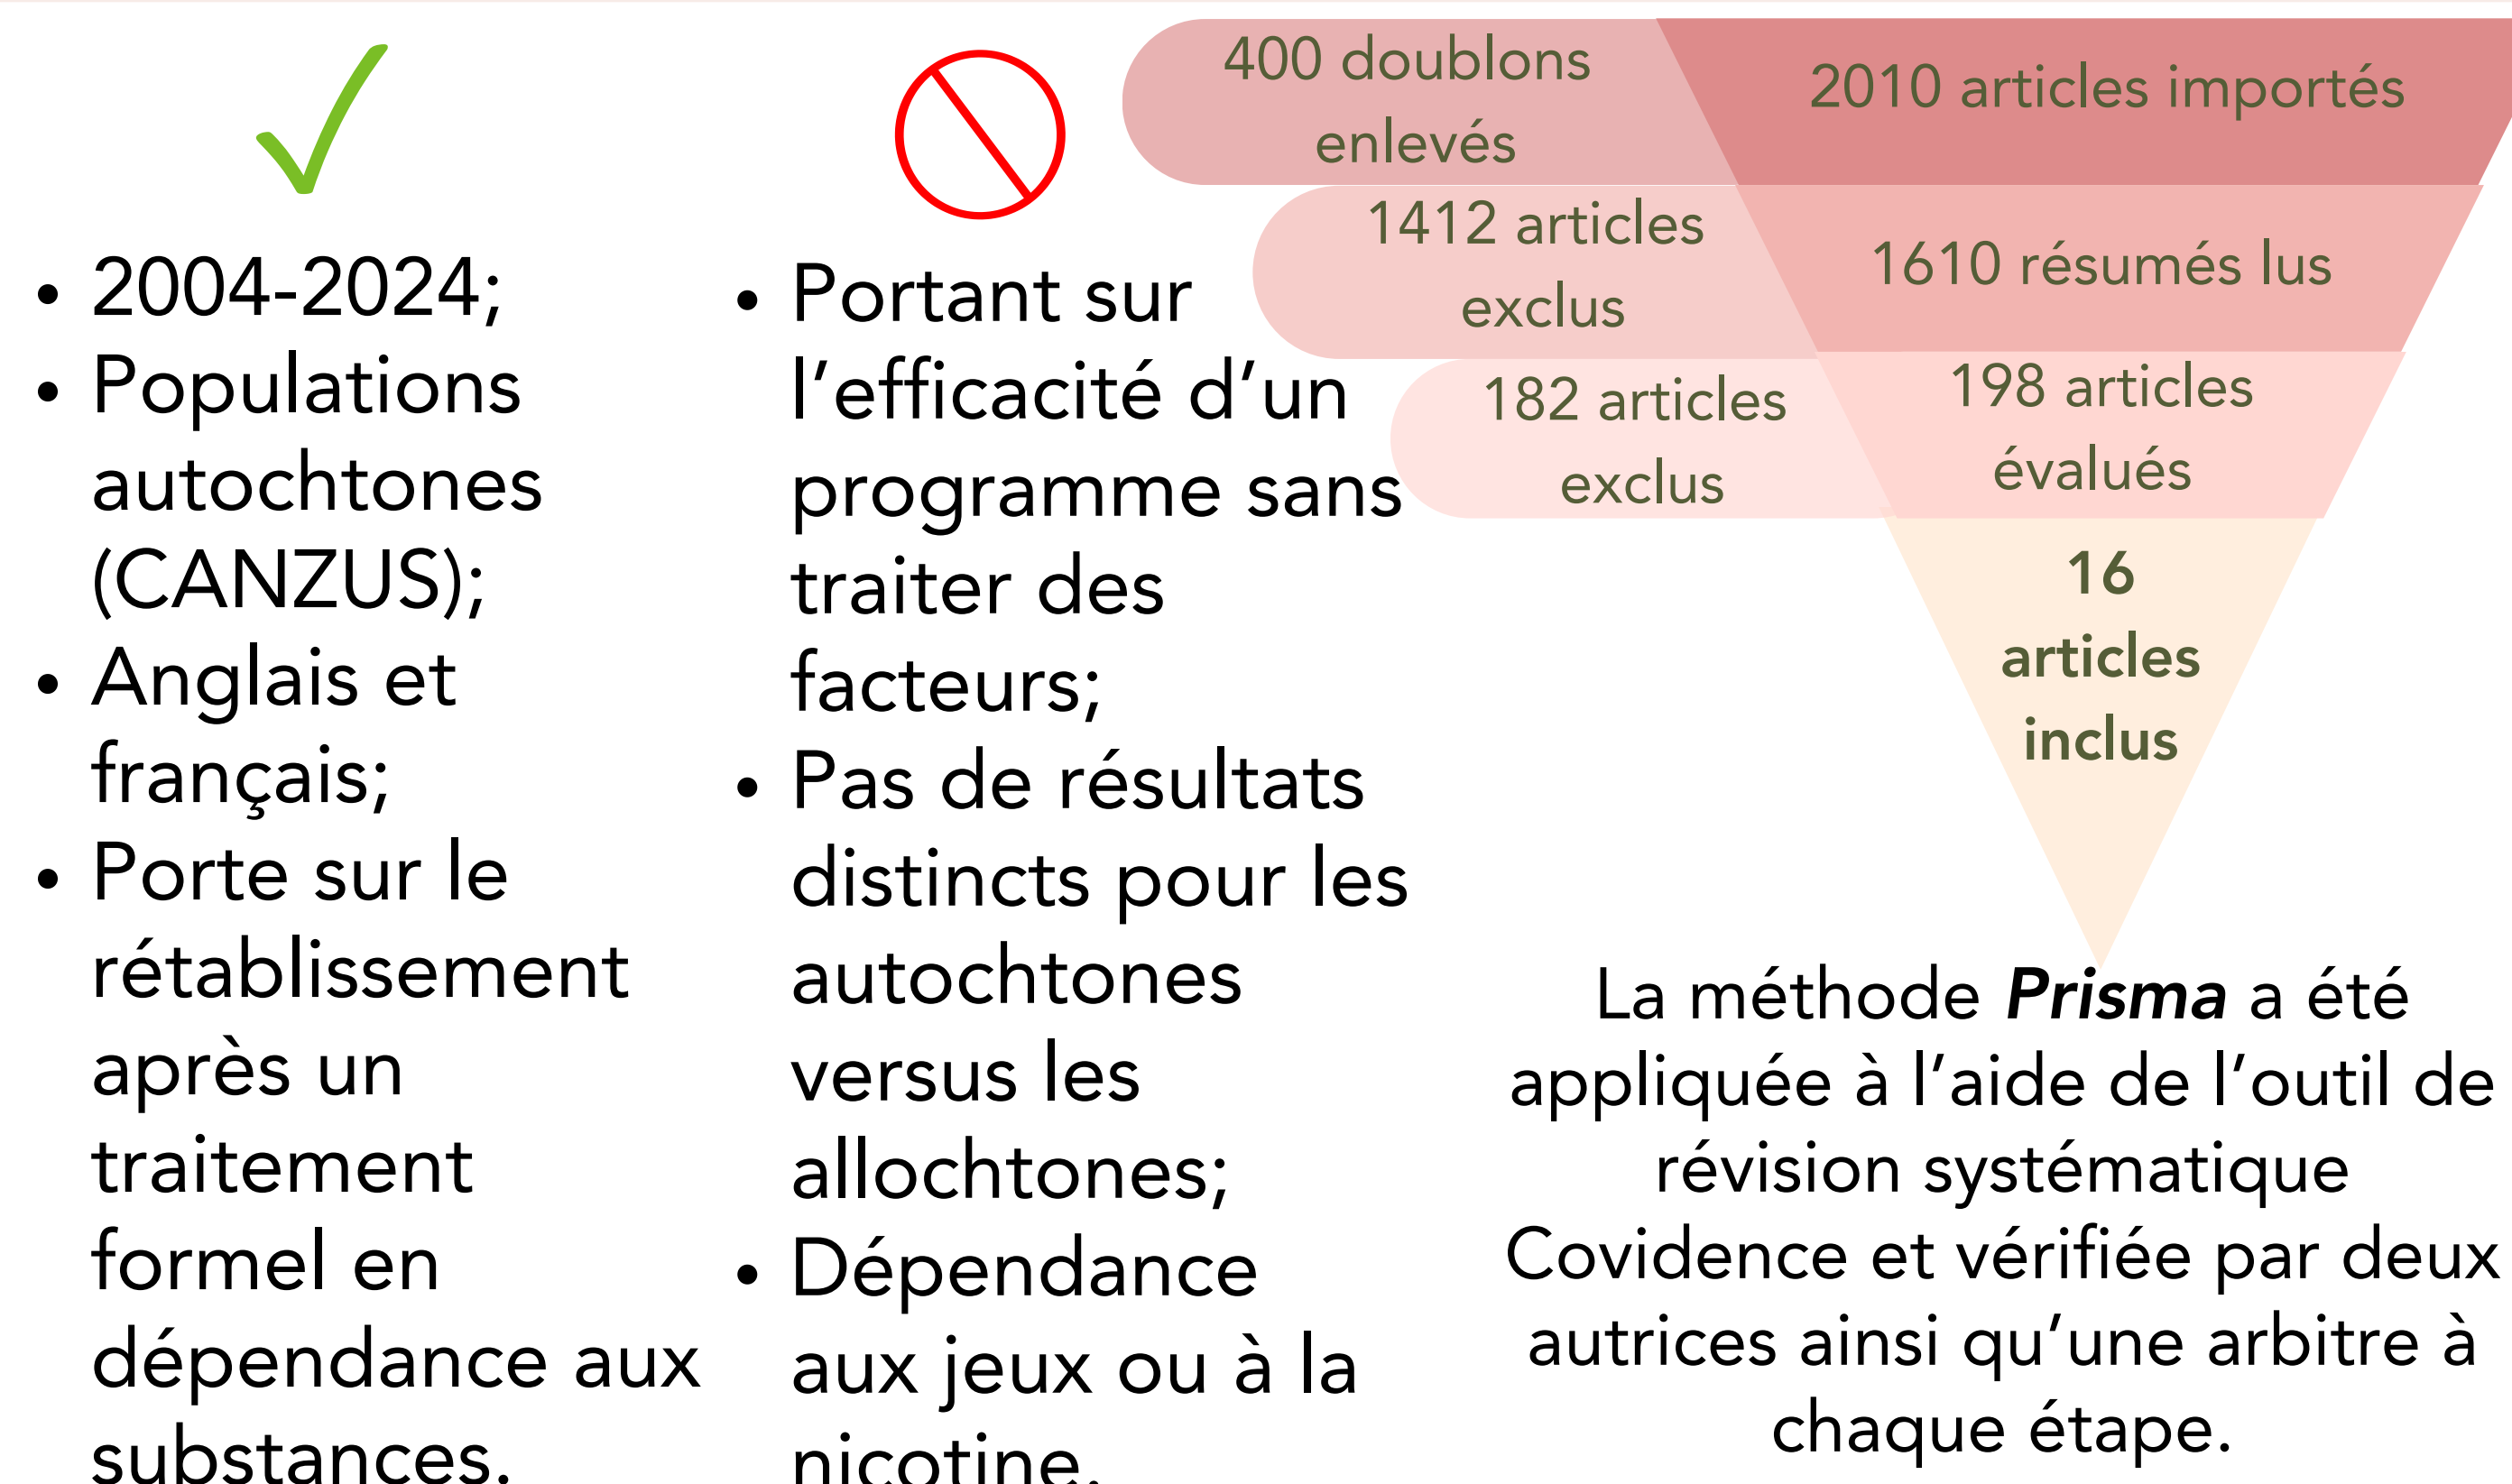 2004-2024;
Populations
autochtones
(CANZUS);
Anglais et
français;
Porte sur le
rétablissement
après un
traitement
formel en
dépendance aux
substances.
Portant sur
l'efficacité d'un
programme sans
traiter des
facteurs;
Pas de résultats
distincts pour les
autochtones
versus les
allochtones;
Dépendance
aux jeux ou à la
nicotine.
400 doublons
enlevés
2010 articles importés
1412 articles
exclus
1610 résumés lus
182 articles
exclus
198 articles
évalués
16
articles
inclus
La méthode Prisma a été
appliquée à l'aide de l'outil de
révision systématique
Covidence et vérifiée par deux
autrices ainsi qu'une arbitre à
chaque étape.